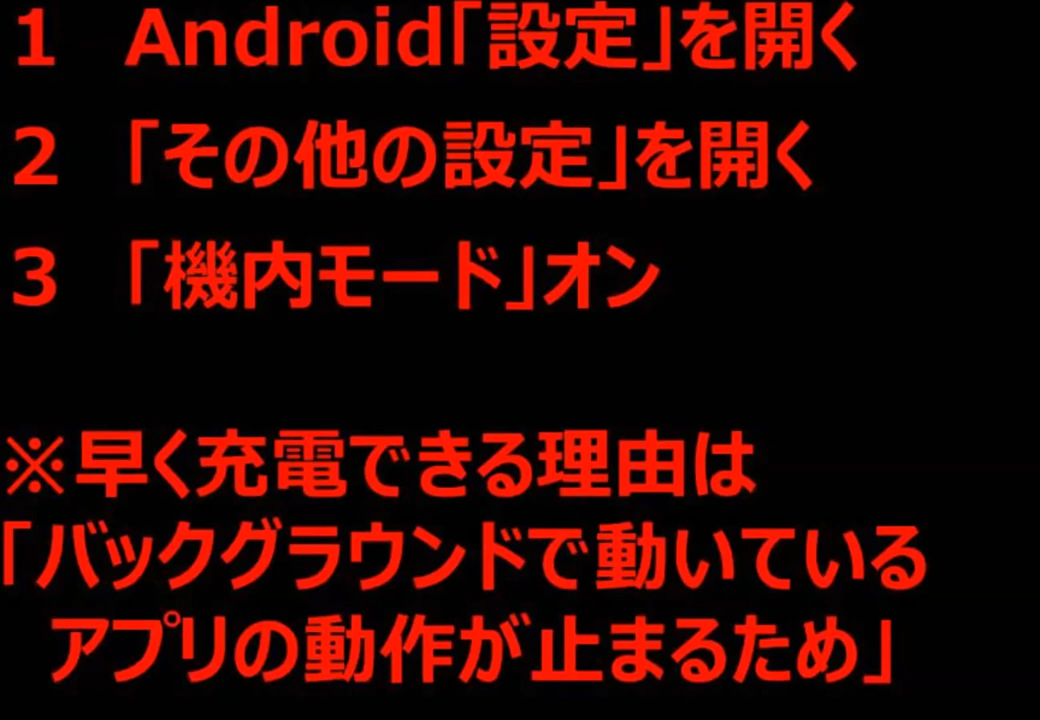 1 Android「設定」を開く
2 「その他の設定」を開く
3 「機内モード」オン
※早く充電できる理由は
「バックグラウンドで動いている
アプリの動作が止まるため」